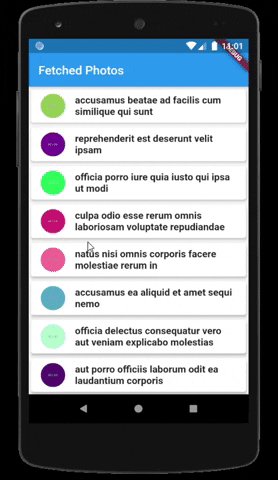 14:01
DEBUG
Fetched Photos
accusamus beatae ad facilis cum
similique qui sunt
reprehenderit est deserunt velit
ipsam
officia porro iure quia iusto qui ipsa
ut modi
culpa odio esse rerum omnis
laboriosam voluptate repudiandae
natus nisi omnis corporis facere
molestiae rerum in
accusamus ea aliquid et amet sequi
nemo
officia delectus consequatur vero
aut veniam explicabo molestias
aut porro officiis laborum odit ea
laudantium corporis